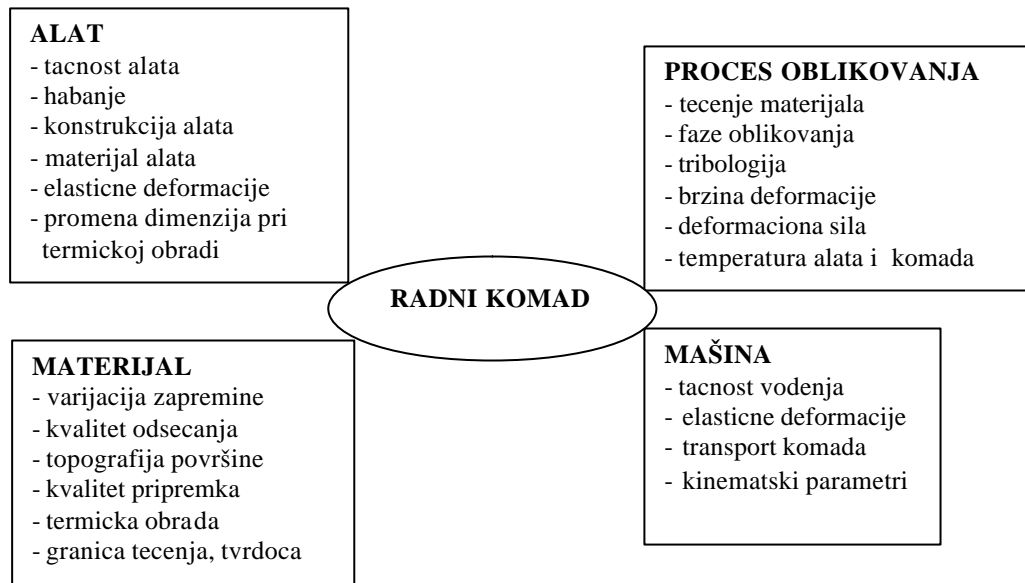 ALAT
- tacnost alata
- habanje
- konstrukcija alata
- materijal alata
- elasticne deformacije
- promena dimenzija pri
termickoj obradi
PROCES OBLIKOVANJA
- tecenje materijala
- faze oblikovanja
- tribologija
- brzina deformacije
- deformaciona sila
- temperatura alata i komada
RADNI KOMAD
MATERIJAL
- varijacija zapremine
- kvalitet odsecanja
- topografija površine
- kvalitet pripremka
- termicka obrada
- granica tecenja, tvrdoca
MAŠINA
- tacnost vodenja
- elasticne deformacije
- transport komada
- kinematski parametri